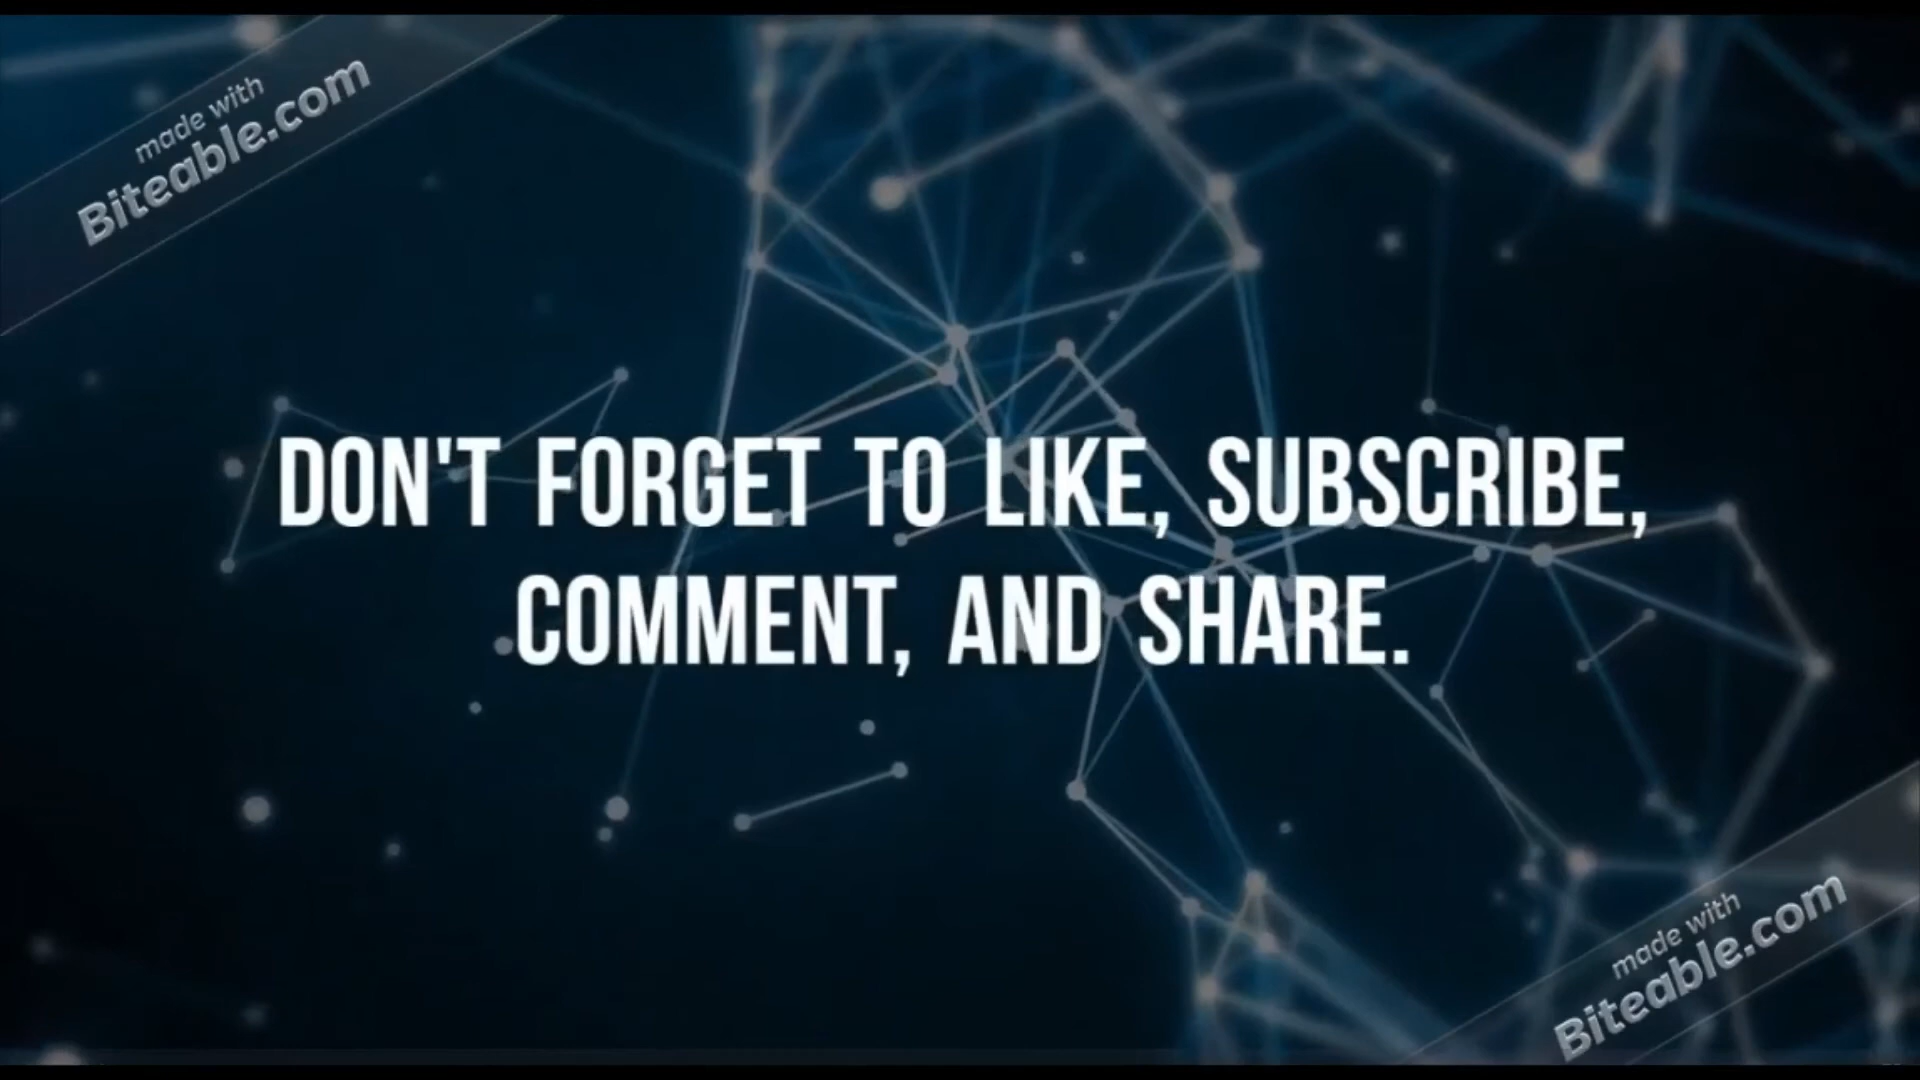 made with
Biteable.com
DON'T FORGET TO LIKE, SUBSCRIBE,
COMMENT, AND SHARE.
made with
Biteable.com